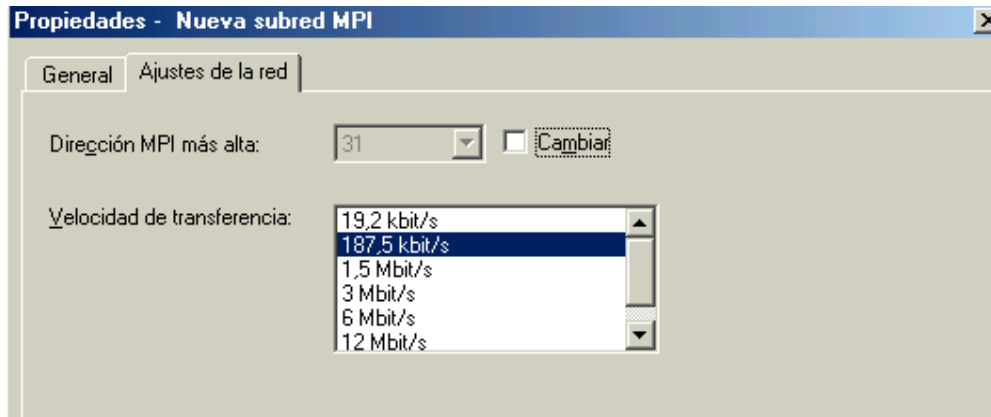 Propiedades - Nueva subred MPI
General Ajustes de la red
Dirección MPI más alta: 31 Cambiar
Velocidad de transferencia: 19,2 kbit/s
187,5 kbit/s
1,5 Mbit/s
3 Mbit/s
6 Mbit/s
12 Mbit/s